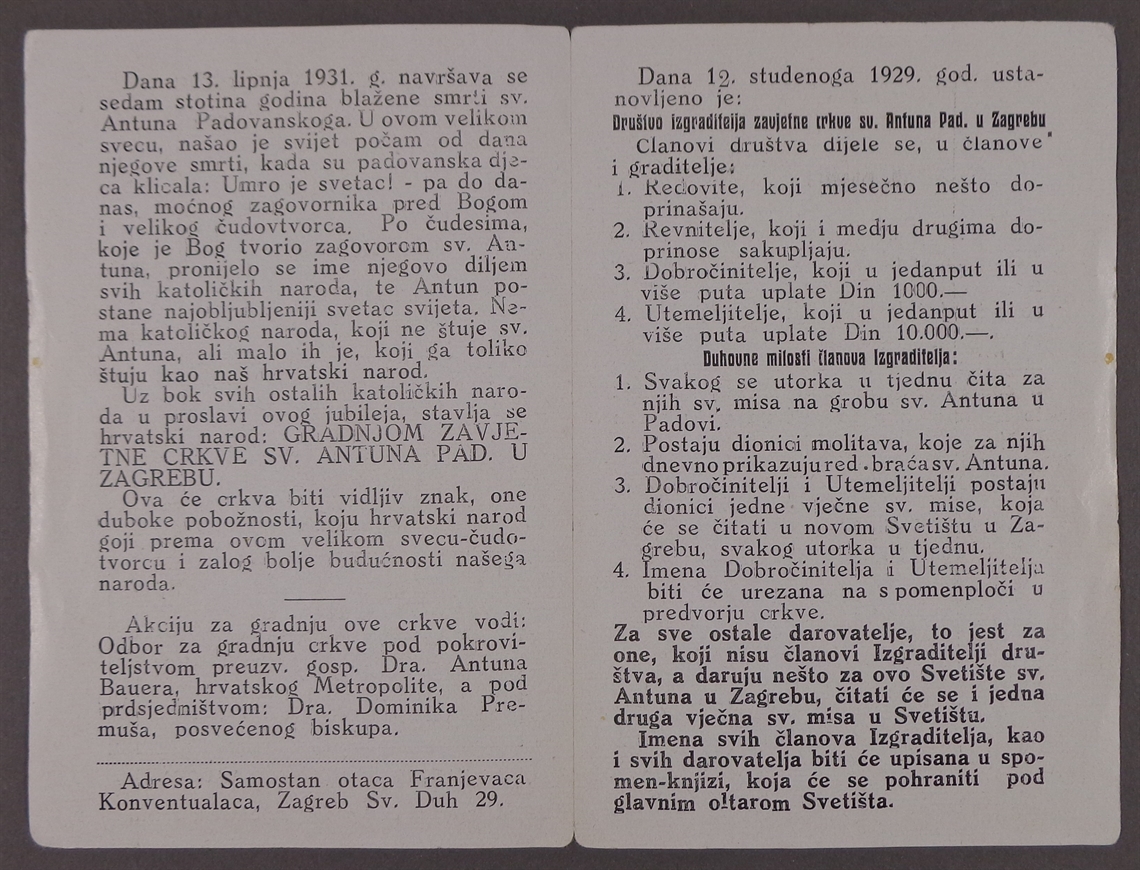 Dana 13. lipnja 1931. g. navršava se
sedam stotina godina blažene smrti sv.
Antuna Padovanskoga. U ovom velikom
svecu, našao je svijet počam od dana
njegove smrti, kada su padovanska dje-
ca klicala: Umro je svetac! - pa do da-
nas, moćnog zagovornika pred Bogom
i velikog čudovtvorca. Po čudesima,
koje je Bog tvorio zagovorom sv. An-
tuna, pronijelo se ime njegovo diljem
svih katoličkih naroda, te Antun po-
stane najobljubljeniji svetac svijeta. Ne-
ma katoličkog naroda, koji ne štuje sv.
Antuna, ali malo ih je, koji ga toliko
štuju kao naš hrvatski narod.
Uz bok svih ostalih katoličkih naro-
da u proslavi ovog jubileja, stavlja se
hrvatski narod: GRADNJOM ZAVJE-
TNE CRKVE SV. ANTUNA PAD. U
ZAGREBU.
Ova će crkva biti vidljiv znak, one
duboke pobožnosti, koju hrvatski narod
goji prema ovom velikom svecu-čudo-
tvorcu i zalog bolje budućnosti našega
naroda.
Akciju za gradnju ove crkve vodi:
Odbor za gradnju crkve pod pokrovi-
teljstvom preuzv. gosp. Dra. Antuna
Bauera, hrvatskog Metropolite, a pod
prdsjedništvom: Dra. Dominika Pre-
muša, posvećenog biskupa.
Adresa: Samostan otaca Franjevaca
Konventualaca, Zagreb Sv. Duh 29.
Dana 12. studenoga 1929. god. usta-
novljeno je:
Društvo izgraditelja zavjetne crkve sv. Antuna Pad. u Zagrebu
Članovi društva dijele se, u članove
i graditelje:
1. Redovite, koji mjesečno nešto do-
prinašaju.
2. Revnitelje, koji i medju drugima do-
prinose sakupljaju.
3. Dobročinitelje, koji u jedanput ili u
više puta uplate Din 1000.—
4. Utemeljitelje, koji u jedanput ili u
više puta uplate Din 10.000.—.
Duhovne milosti članova Izgraditelja:
1. Svakog se utorka u tjednu čita za
njih sv. misa na grobu sv. Antuna u
Padovi.
2. Postaju dionici molitava, koje za njih
dnevno prikazuju red. braća sv. Antuna.
3. Dobročinitelji i Utemeljitelji postaju
dionici jedne vječne sv. mise, koja
će se čitati u novom Svetištu u Za-
grebu, svakog utorka u tjednu.
4. Imena Dobročinitelja i Utemeljitelja
biti će urezana na spomenploči u
predvorju crkve.
Za sve ostale darovatelje, to jest za
one, koji nisu članovi Izgraditelji dru-
štva, a daruju nešto za ovo Svetište sv.
Antuna u Zagrebu, čitati će se i jedna
druga vječna sv. misa u Svetištu.
Imena svih članova Izgraditelja, kao
i svih darovatelja biti će upisana u spo-
men-knjizi, koja će se pohraniti pod
glavnim oltarom Svetišta.